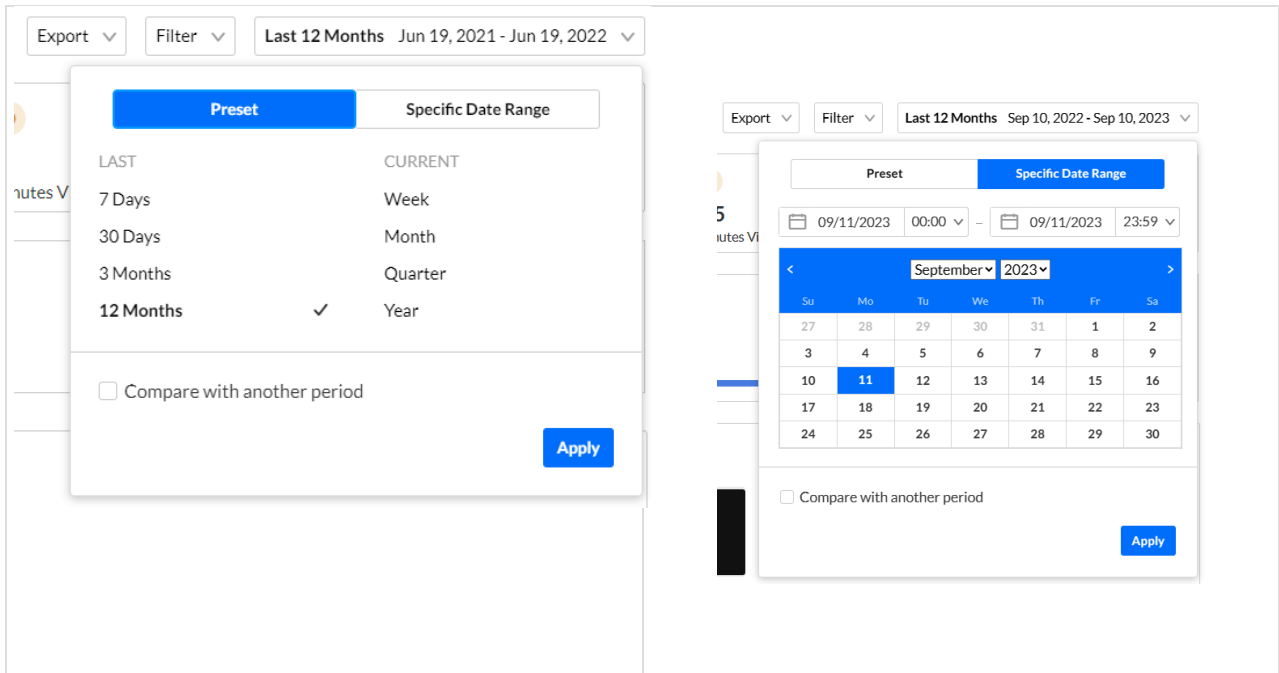 Export Filter Last 12 Months Jun 19, 2021 - Jun 19, 2022
Preset Specific Date Range
LAST CURRENT
7 Days Week
30 Days Month
3 Months Quarter
12 Months Year
Compare with another period
Apply
Export Filter Last 12 Months Sep 10, 2022 - Sep 10, 2023
Preset Specific Date Range
09/11/2023 00:00 – 09/11/2023 23:59
< September 2023 >
Su Mo Tu We Th Fr Sa
27 28 29 30 31 1 2
3 4 5 6 7 8 9
10 11 12 13 14 15 16
17 18 19 20 21 22 23
24 25 26 27 28 29 30
Compare with another period
Apply